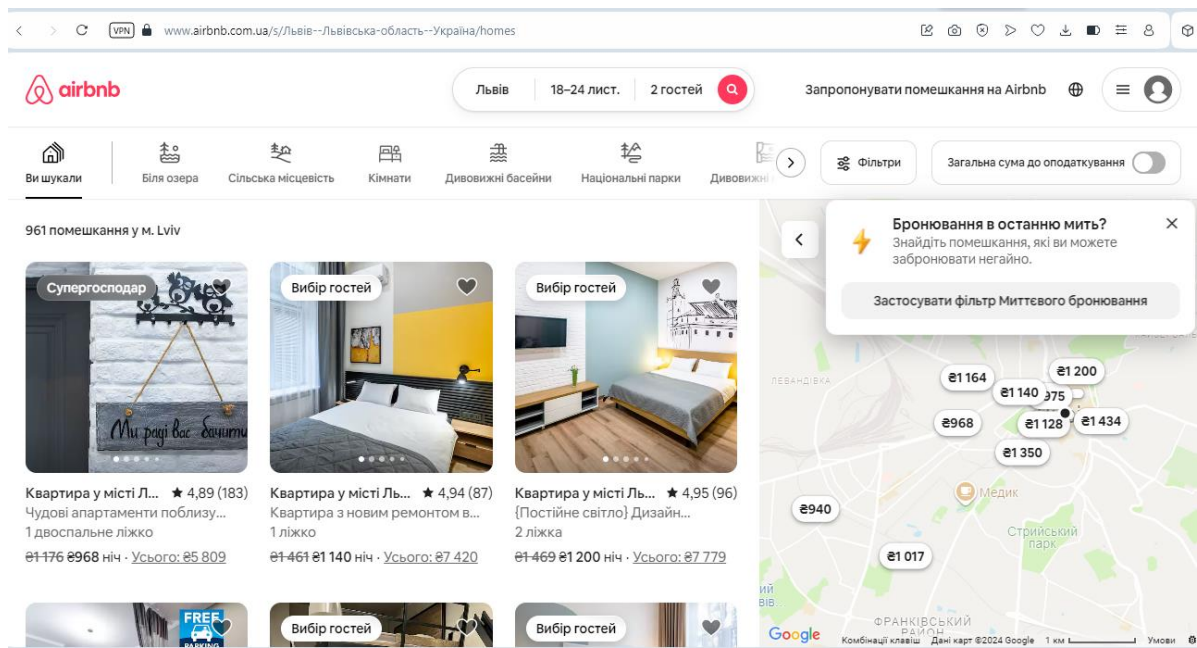 VPN www.airbnb.com.ua/s/Львів--Львівська-область--Україна/homes
airbnb
Львів 18–24 лист. 2 гостей
Запропонувати помешкання на Airbnb
Ви шукали
Біля озера
Сільська місцевість
Кімнати
Дивовижні басейни
Національні парки
Дивовижні
Фільтри
Загальна сума до оподаткування
961 помешкання у м. Lviv
Супергосподар
Ми раді вас бачити
Квартира у місті Л... ★ 4,89 (183)
Чудові апартаменти поблизу...
1 двоспальне ліжко
₴1 176 ₴968 ніч · Усього: ₴5 809
Вибір гостей
Квартира у місті Ль... ★ 4,94 (87)
Квартира з новим ремонтом в...
1 ліжко
₴1 461 ₴1 140 ніч · Усього: ₴7 420
Вибір гостей
Квартира у місті Ль... ★ 4,95 (96)
{Постійне світло} Дизайн...
2 ліжка
₴1 469 ₴1 200 ніч · Усього: ₴7 779
FREE
PARKING
Вибір гостей
Вибір гостей
Бронювання в останню мить?
Знайдіть помешкання, які ви можете
забронювати негайно.
Застосувати фільтр Миттєвого бронювання
ЛЕВАНДІВКА
₴1 164
₴1 200
₴1 140
975
₴968
₴1 128
₴1 434
₴1 350
Медик
₴940
Стрийський
парк
₴1 017
ФРАНКІВСЬКИЙ
РАЙОН
Google
Комбінації клавіш Дані карт ©2024 Google 1 км Умови